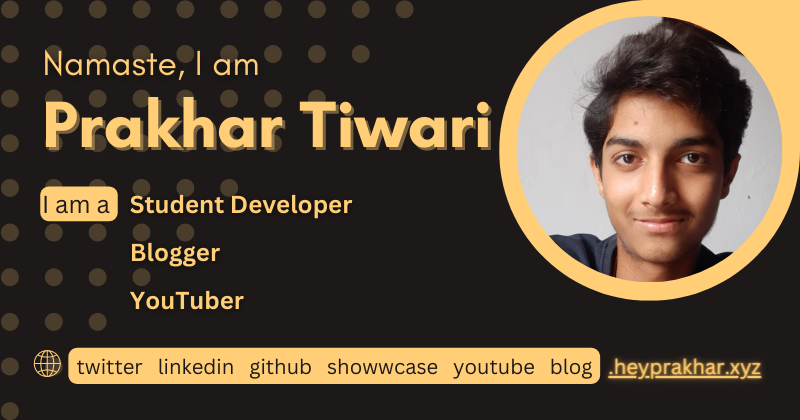 Namaste, I am
Prakhar Tiwari
I am a Student Developer
Blogger
YouTuber
twitter linkedin github showwcase youtube blog .heyprakhar.xyz